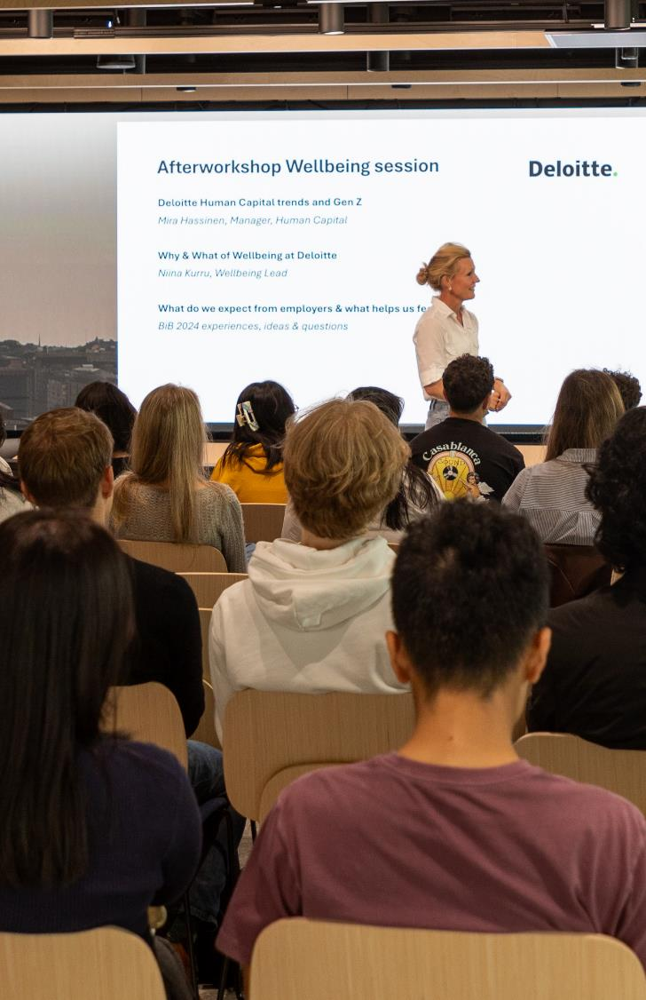 Afterworkshop Wellbeing session
Deloitte.
Deloitte Human Capital trends and Gen Z
Mira Hassinen, Manager, Human Capital
Why & What of Wellbeing at Deloitte
Niina Kurru, Wellbeing Lead
What do we expect from employers & what helps us
BiB 2024 experiences, ideas & questions
Casablanca
SOUND